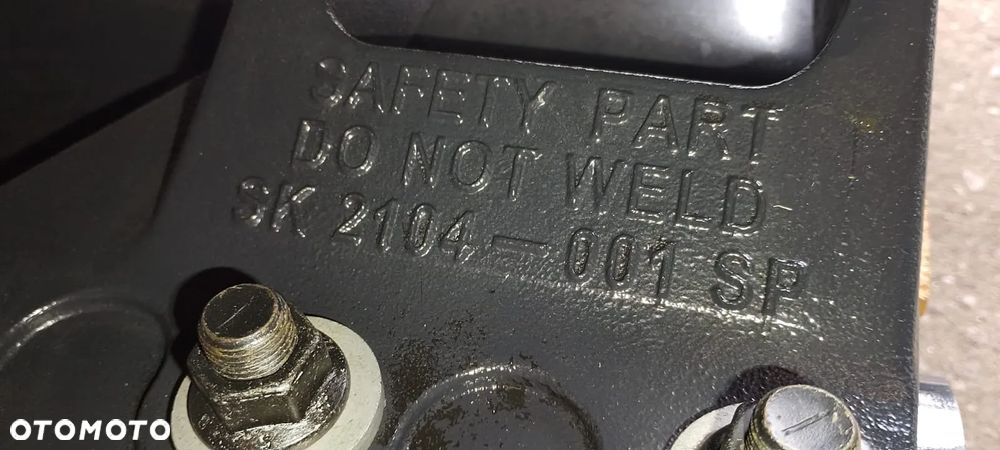 SAFETY PART
DO NOT WELD
SK 2104-001 SP
OTOMOTO